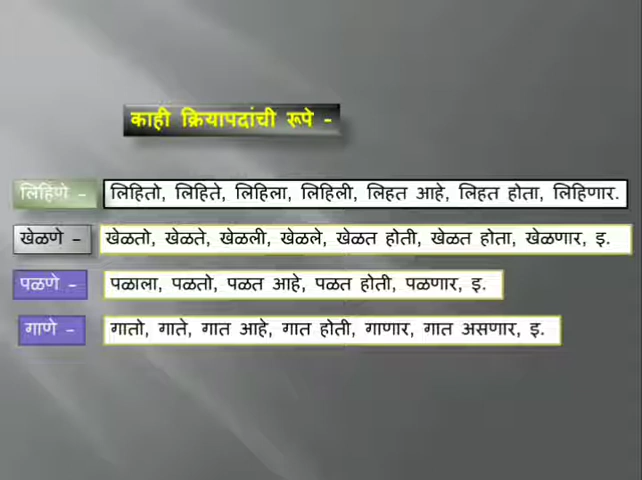 काही क्रियापदांची रूपे -
लिहिणे - लिहितो, लिहिते, लिहिला, लिहिली, लिहत आहे, लिहत होता, लिहिणार.
खेळणे - खेळतो, खेळते, खेळली, खेळले, खेळत होती, खेळत होता, खेळणार, इ.
पळणे - पळाला, पळतो, पळत आहे, पळत होती, पळणार, इ.
गाणे - गातो, गाते, गात आहे, गात होती, गाणार, गात असणार, इ.